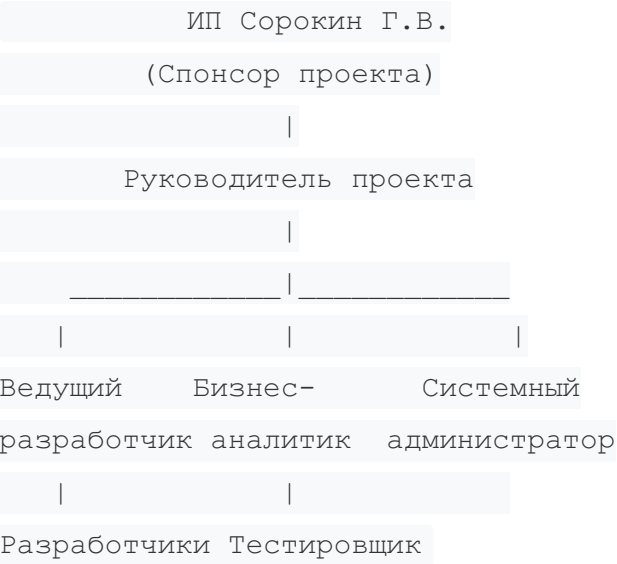 ИП Сорокин Г.В.
(Спонсор проекта)
|
Руководитель проекта
|
____________|____________
| | |
Ведущий Бизнес- Системный
разработчик аналитик администратор
| |
Разработчики Тестировщик